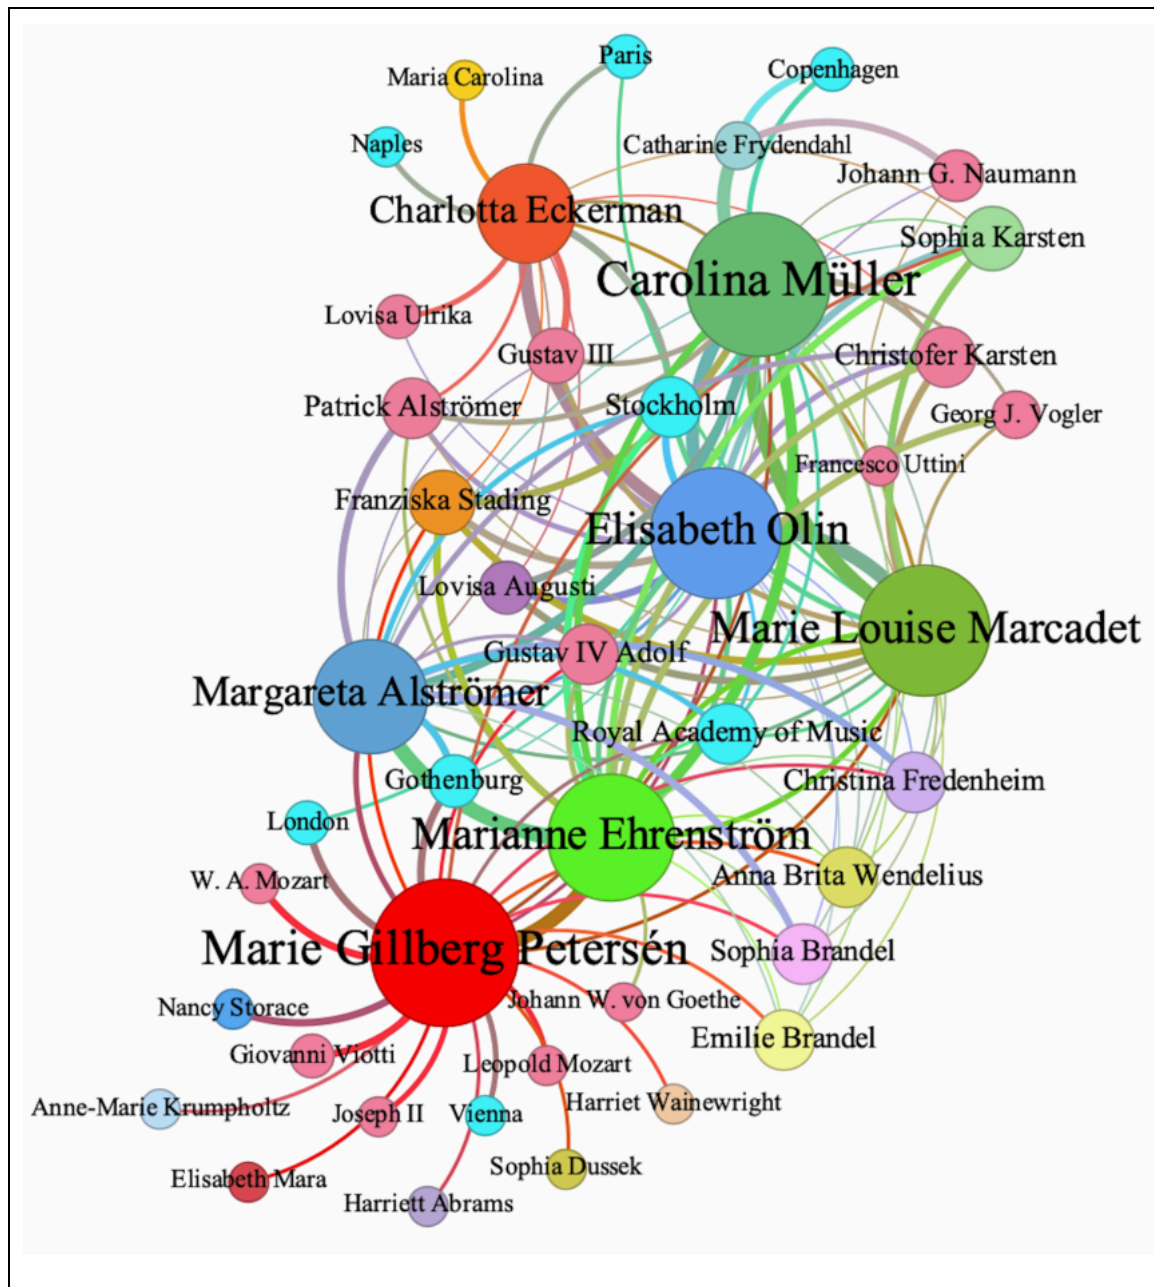 Paris
Copenhagen
Maria Carolina
Naples
Catharine Frydendahl
Johann G. Naumann
Charlotta Eckerman
Sophia Karsten
Carolina Müller
Lovisa Ulrika
Gustav III
Christofer Karsten
Patrick Alströmer
Stockholm
Georg J. Vogler
Francesco Uttini
Franziska Stading
Elisabeth Olin
Lovisa Augusti
Marie Louise Marcadet
Gustav IV Adolf
Margareta Alströmer
Royal Academy of Music
Gothenburg
Christina Fredenheim
London
Marianne Ehrenström
W. A. Mozart
Anna Brita Wendelius
Marie Gillberg Petersén
Sophia Brandel
Nancy Storace
Johann W. von Goethe
Giovanni Viotti
Emilie Brandel
Leopold Mozart
Anne-Marie Krumpholtz
Joseph II
Vienna
Harriet Wainewright
Elisabeth Mara
Sophia Dussek
Harriett Abrams